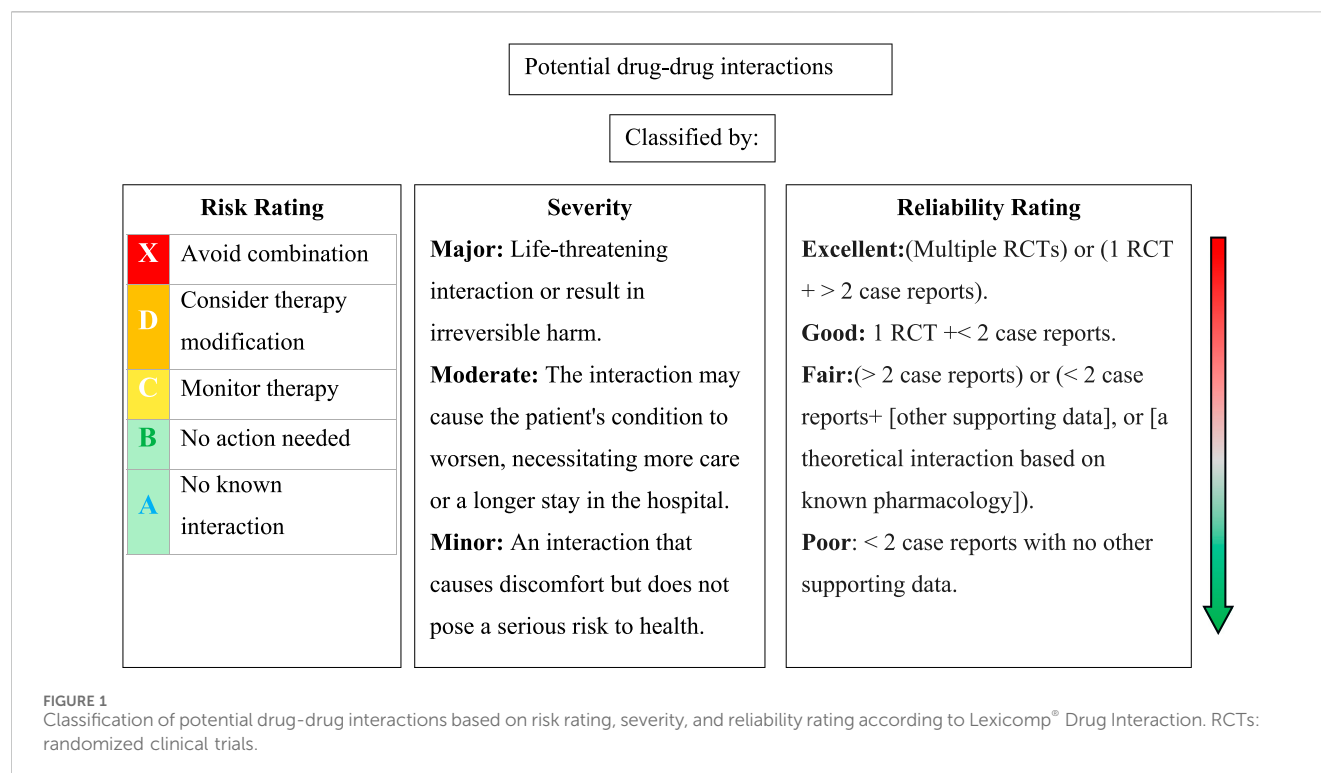 Potential drug-drug interactions
Classified by:
Risk Rating
X Avoid combination
D Consider therapy
modification
C Monitor therapy
B No action needed
A No known
interaction
Severity
Major: Life-threatening
interaction or result in
irreversible harm.
Moderate: The interaction may
cause the patient's condition to
worsen, necessitating more care
or a longer stay in the hospital.
Minor: An interaction that
causes discomfort but does not
pose a serious risk to health.
Reliability Rating
Excellent:(Multiple RCTs) or (1 RCT
+ > 2 case reports).
Good: 1 RCT +< 2 case reports.
Fair:(> 2 case reports) or (< 2 case
reports+ [other supporting data], or [a
theoretical interaction based on
known pharmacology]).
Poor: < 2 case reports with no other
supporting data.
FIGURE 1
Classification of potential drug-drug interactions based on risk rating, severity, and reliability rating according to Lexicomp® Drug Interaction. RCTs:
randomized clinical trials.